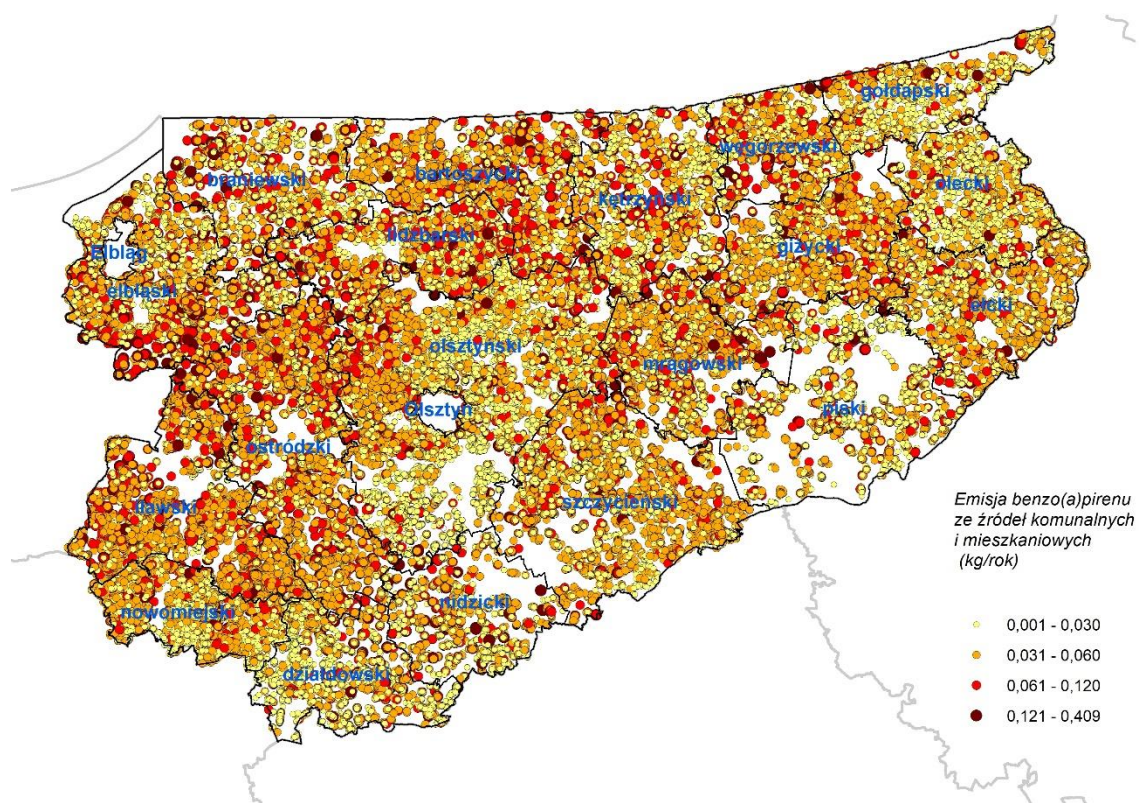 gołdapski
węgorzewski
braniewski
bartoszycki
olecki
kętrzyński
lidzbarski
giżycki
Elbląg
elbląski
ełcki
olsztyński
mrągowski
Olsztyn
piski
ostródzki
szczycieński
iławski
nidzicki
nowomiejski
działdowski
Emisja benzo(a)pirenu
ze źródeł komunalnych
i mieszkaniowych
(kg/rok)
0,001 - 0,030
0,031 - 0,060
0,061 - 0,120
0,121 - 0,409